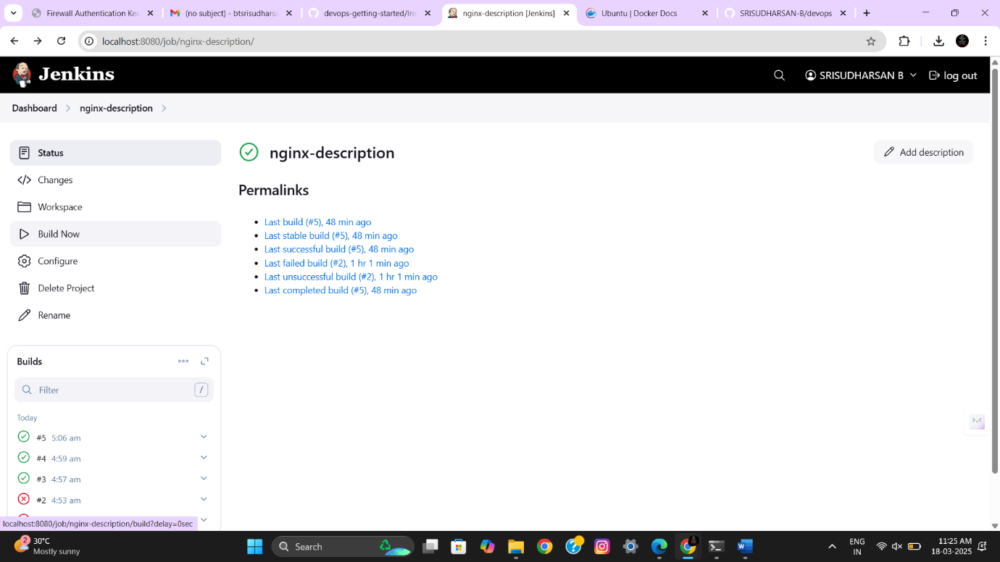 Firewall Authentication Kee
(no subject) - btsrisudharsa
devops-getting-started/Ins
nginx-description [Jenkins]
Ubuntu | Docker Docs
SRISUDHARSAN-B/devops
localhost:8080/job/nginx-description/
Jenkins
SRISUDHARSAN B
log out
Dashboard
nginx-description
Status
Changes
Workspace
Build Now
Configure
Delete Project
Rename
nginx-description
Add description
Permalinks
Last build (#5), 48 min ago
Last stable build (#5), 48 min ago
Last successful build (#5), 48 min ago
Last failed build (#2), 1 hr 1 min ago
Last unsuccessful build (#2), 1 hr 1 min ago
Last completed build (#5), 48 min ago
Builds
Filter
/
Today
#5 5:06 am
#4 4:59 am
#3 4:57 am
#2 4:53 am
localhost:8080/job/nginx-description/build?delay=0sec
2
30°C
Mostly sunny
Search
ENG
IN
11:25 AM
18-03-2025